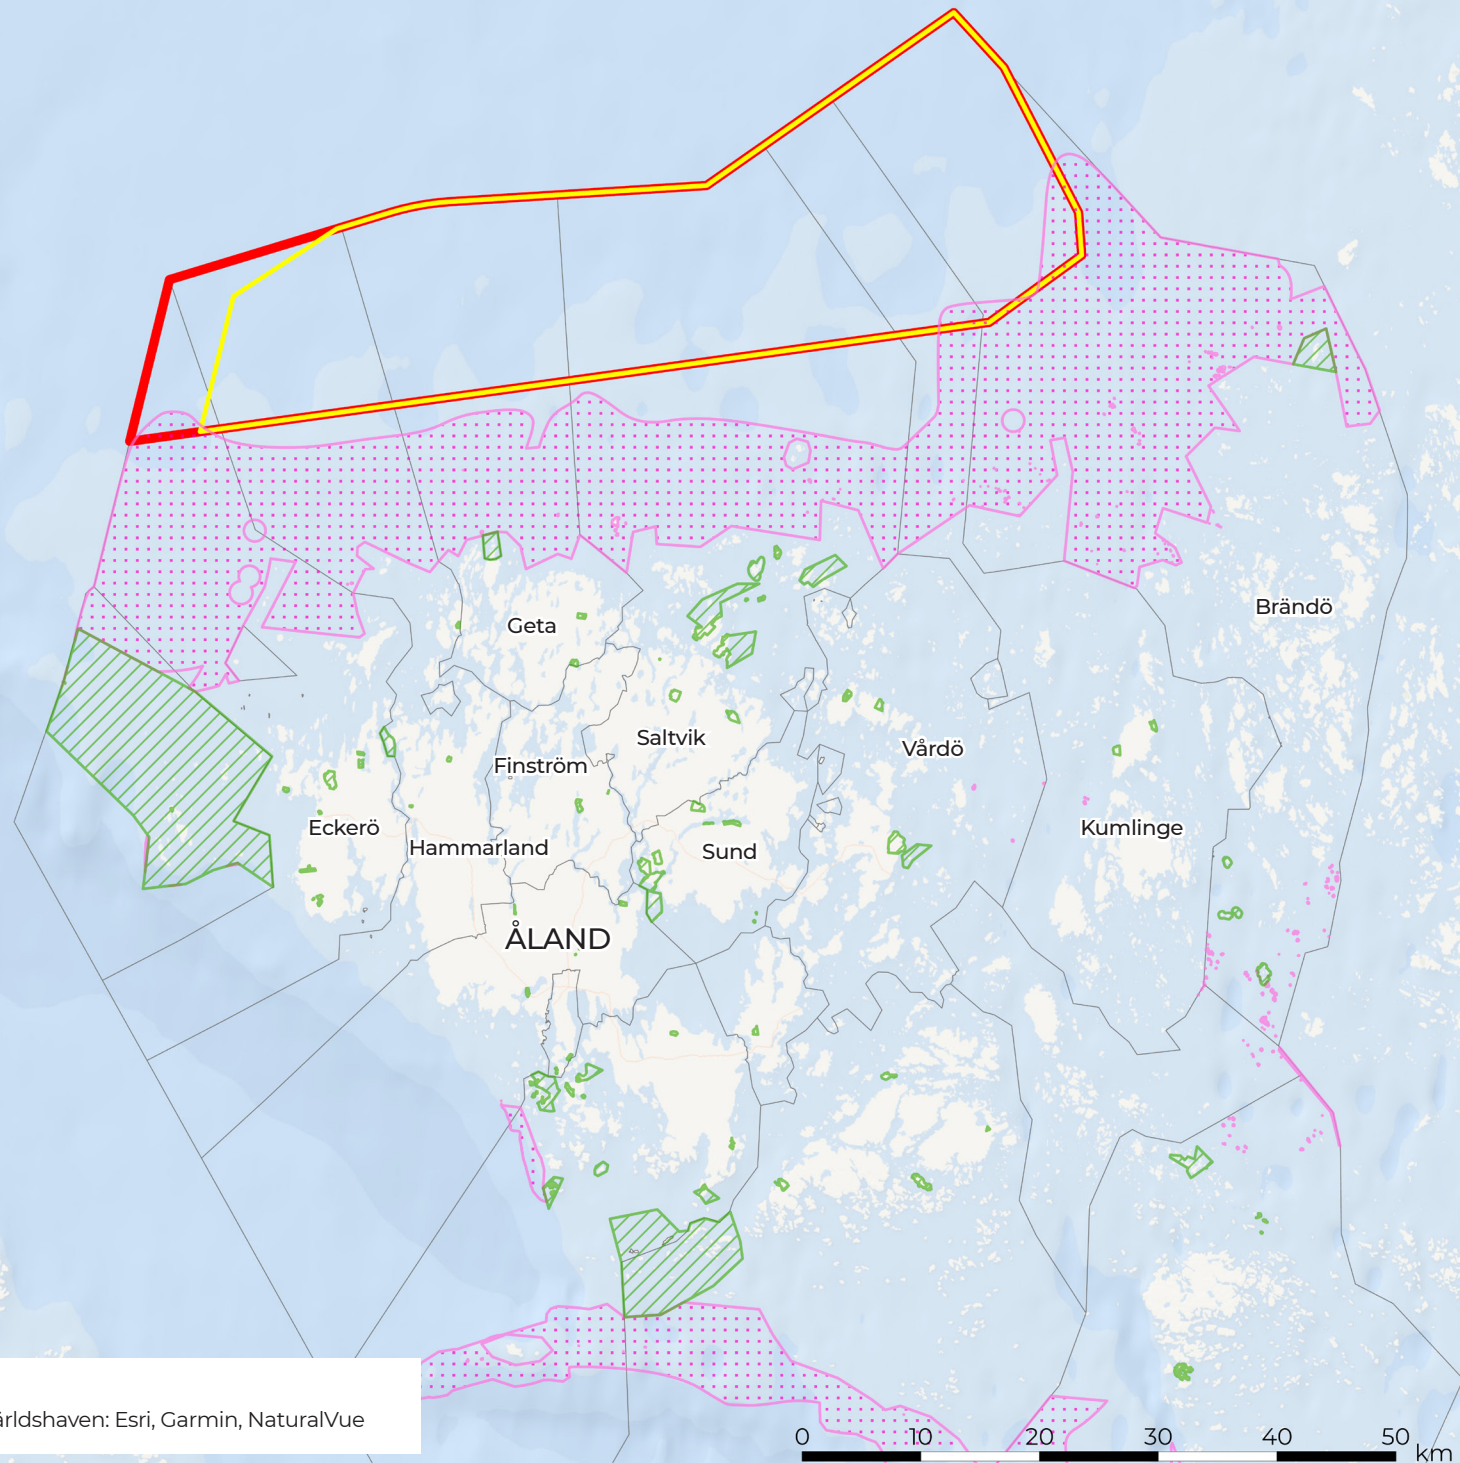 Brändö
Geta
Saltvik
Vårdö
Finström
Eckerö
Kumlinge
Hammarland
Sund
ÅLAND
ärldshaven: Esri, Garmin, NaturalVue
0 10 20 30 40 50 km